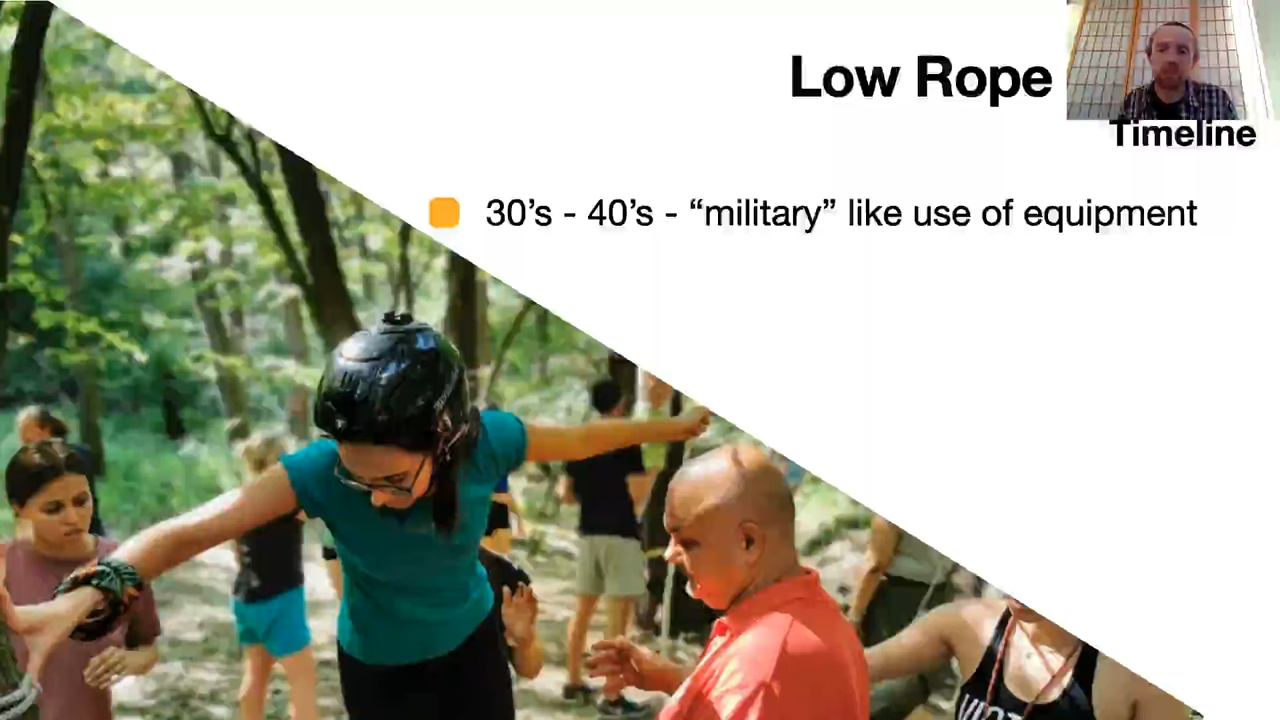 Low Rope
Timeline
30’s - 40’s - “military” like use of equipment